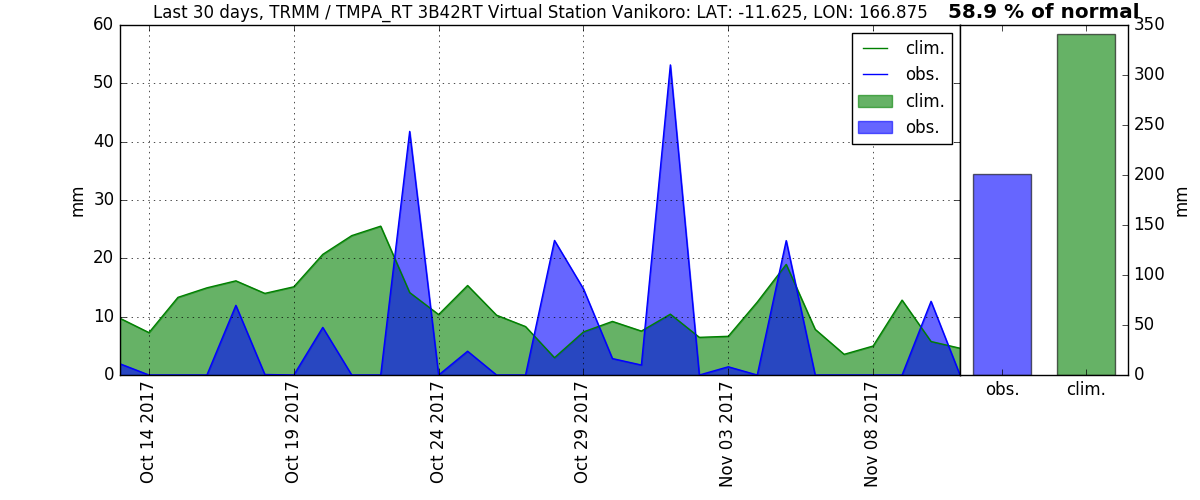 Last 30 days, TRMM / TMPA_RT 3B42RT Virtual Station Vanikoro: LAT: -11.625, LON: 166.875
58.9 % of normal
60
50
40
30
20
10
0
mm
clim.
obs.
clim.
obs.
350
300
250
200
150
100
50
0
mm
Oct 14 2017
Oct 19 2017
Oct 24 2017
Oct 29 2017
Nov 03 2017
Nov 08 2017
obs.
clim.